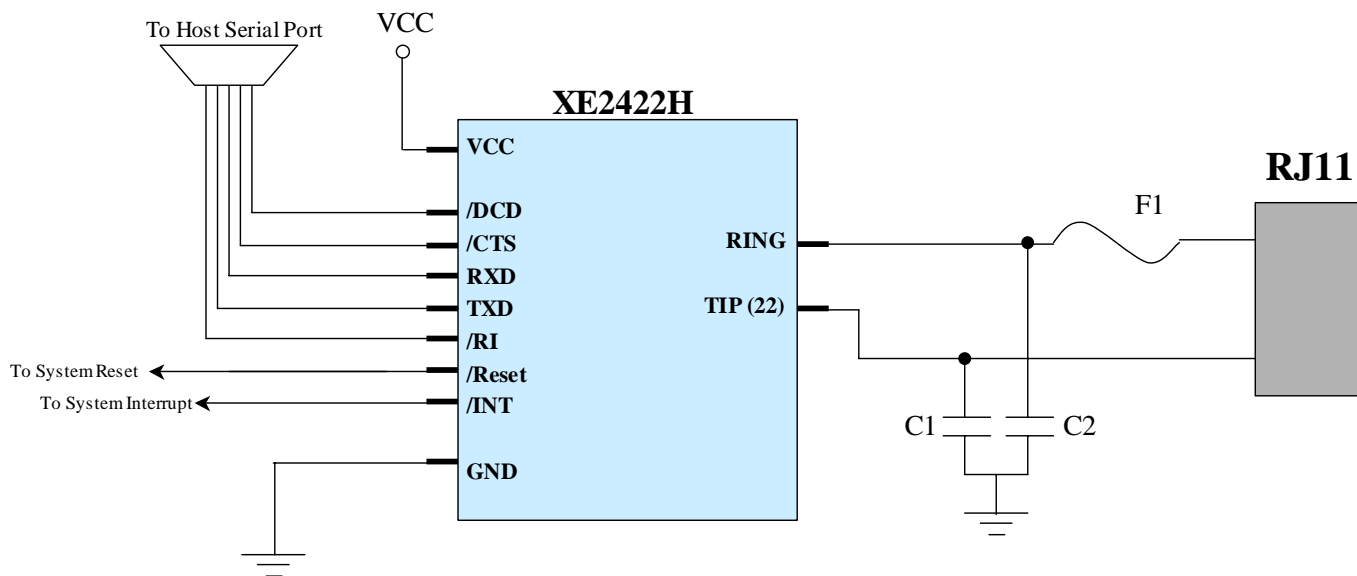 To Host Serial Port
VCC
XE2422H
VCC
/DCD
/CTS
RXD
TXD
/RI
/Reset
/INT
GND
RING
TIP (22)
To System Reset
To System Interrupt
F1
RJ11
C1
C2